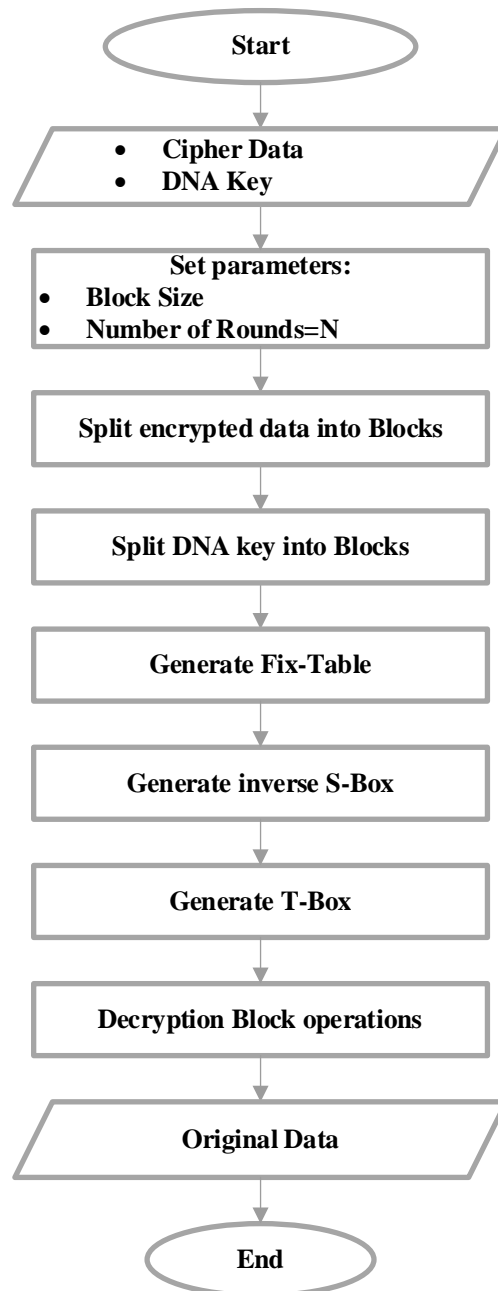 Start
• Cipher Data
• DNA Key
Set parameters:
• Block Size
• Number of Rounds=N
Split encrypted data into Blocks
Split DNA key into Blocks
Generate Fix-Table
Generate inverse S-Box
Generate T-Box
Decryption Block operations
Original Data
End